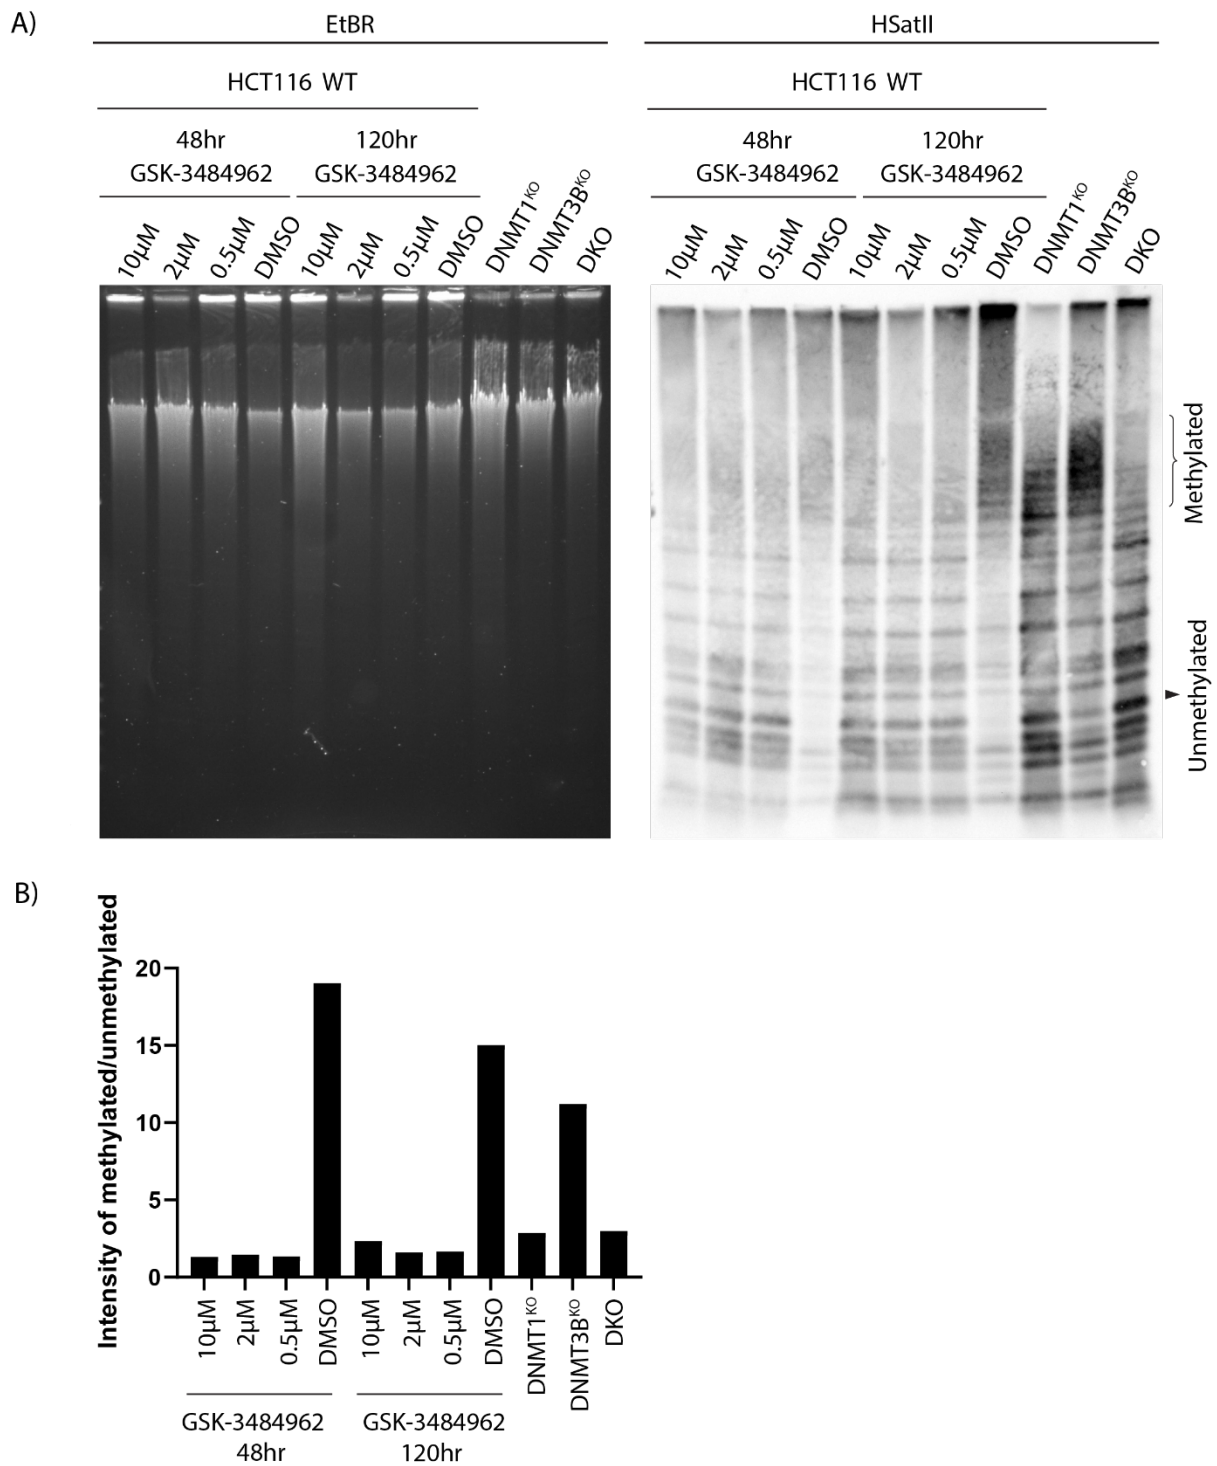 A)
EtBR
HSatII
HCT116 WT
HCT116 WT
48hr
GSK-3484962
120hr
GSK-3484962
48hr
GSK-3484962
120hr
GSK-3484962
10µM
2µM
0.5µM
DMSO
10µM
2µM
0.5µM
DMSO
DNMT1KO
DNMT3BKO
DKO
10µM
2µM
0.5µM
DMSO
10µM
2µM
0.5µM
DMSO
DNMT1KO
DNMT3BKO
DKO
Methylated
Unmethylated
B)
Intensity of methylated/unmethylated
20
15
10
5
0
10µM
2µM
0.5µM
DMSO
10µM
2µM
0.5µM
DMSO
DNMT1KO
DNMT3BKO
DKO
GSK-3484962
48hr
GSK-3484962
120hr